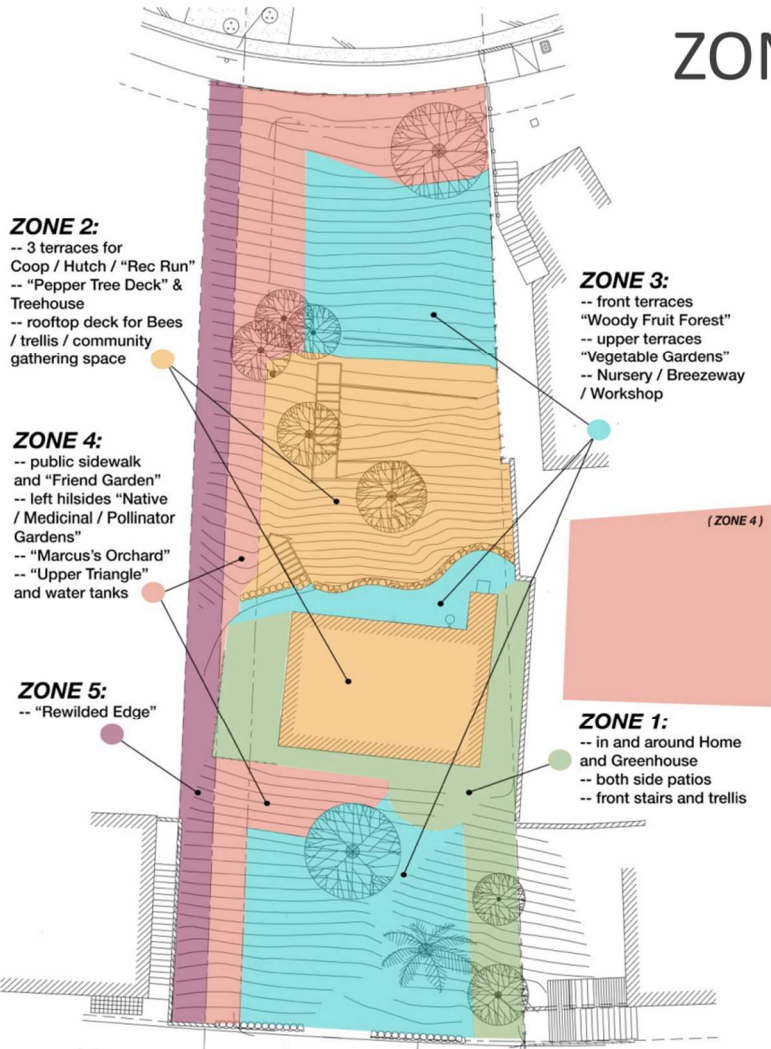 ZON
ZONE 2:
-- 3 terraces for
Coop / Hutch / “Rec Run”
-- “Pepper Tree Deck” &
Treehouse
-- rooftop deck for Bees
/ trellis / community
gathering space
ZONE 3:
-- front terraces
“Woody Fruit Forest”
-- upper terraces
“Vegetable Gardens”
-- Nursery / Breezeway
/ Workshop
ZONE 4:
-- public sidewalk
and “Friend Garden”
-- left hilsides “Native
/ Medicinal / Pollinator
Gardens”
-- “Marcus’s Orchard”
-- “Upper Triangle”
and water tanks
( ZONE 4 )
ZONE 5:
-- “Rewilded Edge”
ZONE 1:
-- in and around Home
and Greenhouse
-- both side patios
-- front stairs and trellis